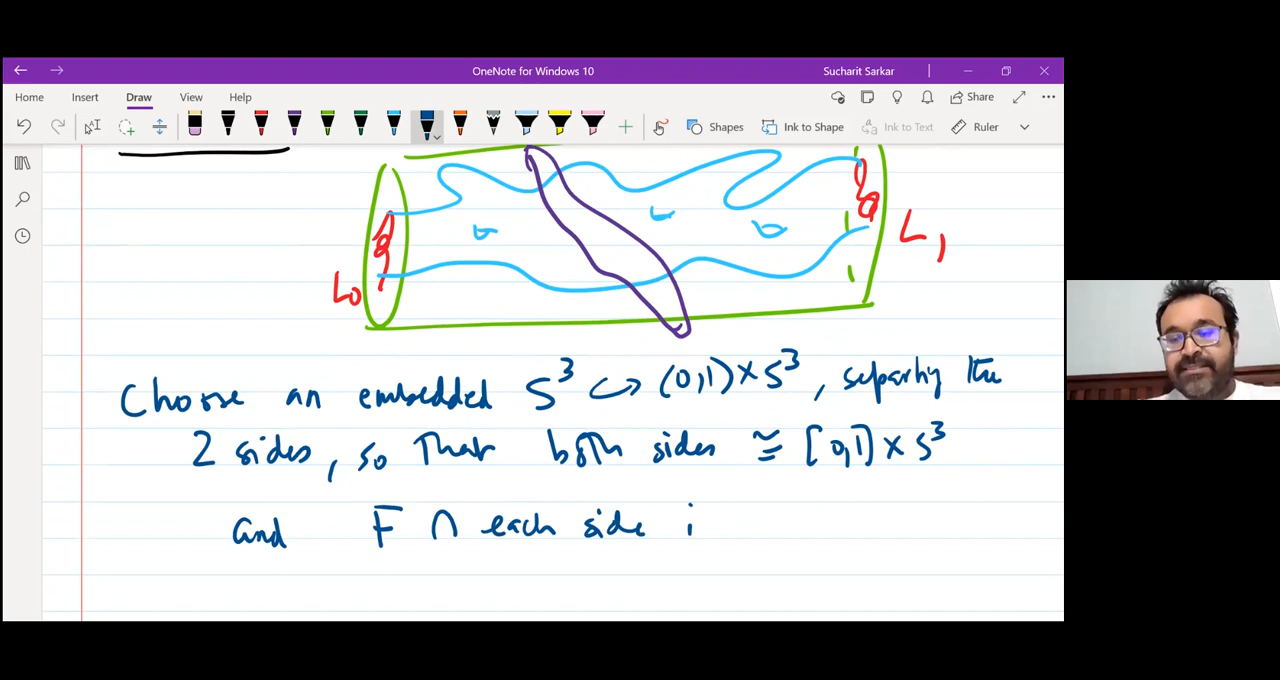 OneNote for Windows 10
Sucharit Sarkar
Home Insert Draw View Help
Share
Shapes Ink to Shape Ink to Text Ruler
L0
L1
Choose an embedded S³ ↪ (0,1) × S³, separating the
2 sides, so that both sides ≅ [0,1] × S³
and F ∩ each side i